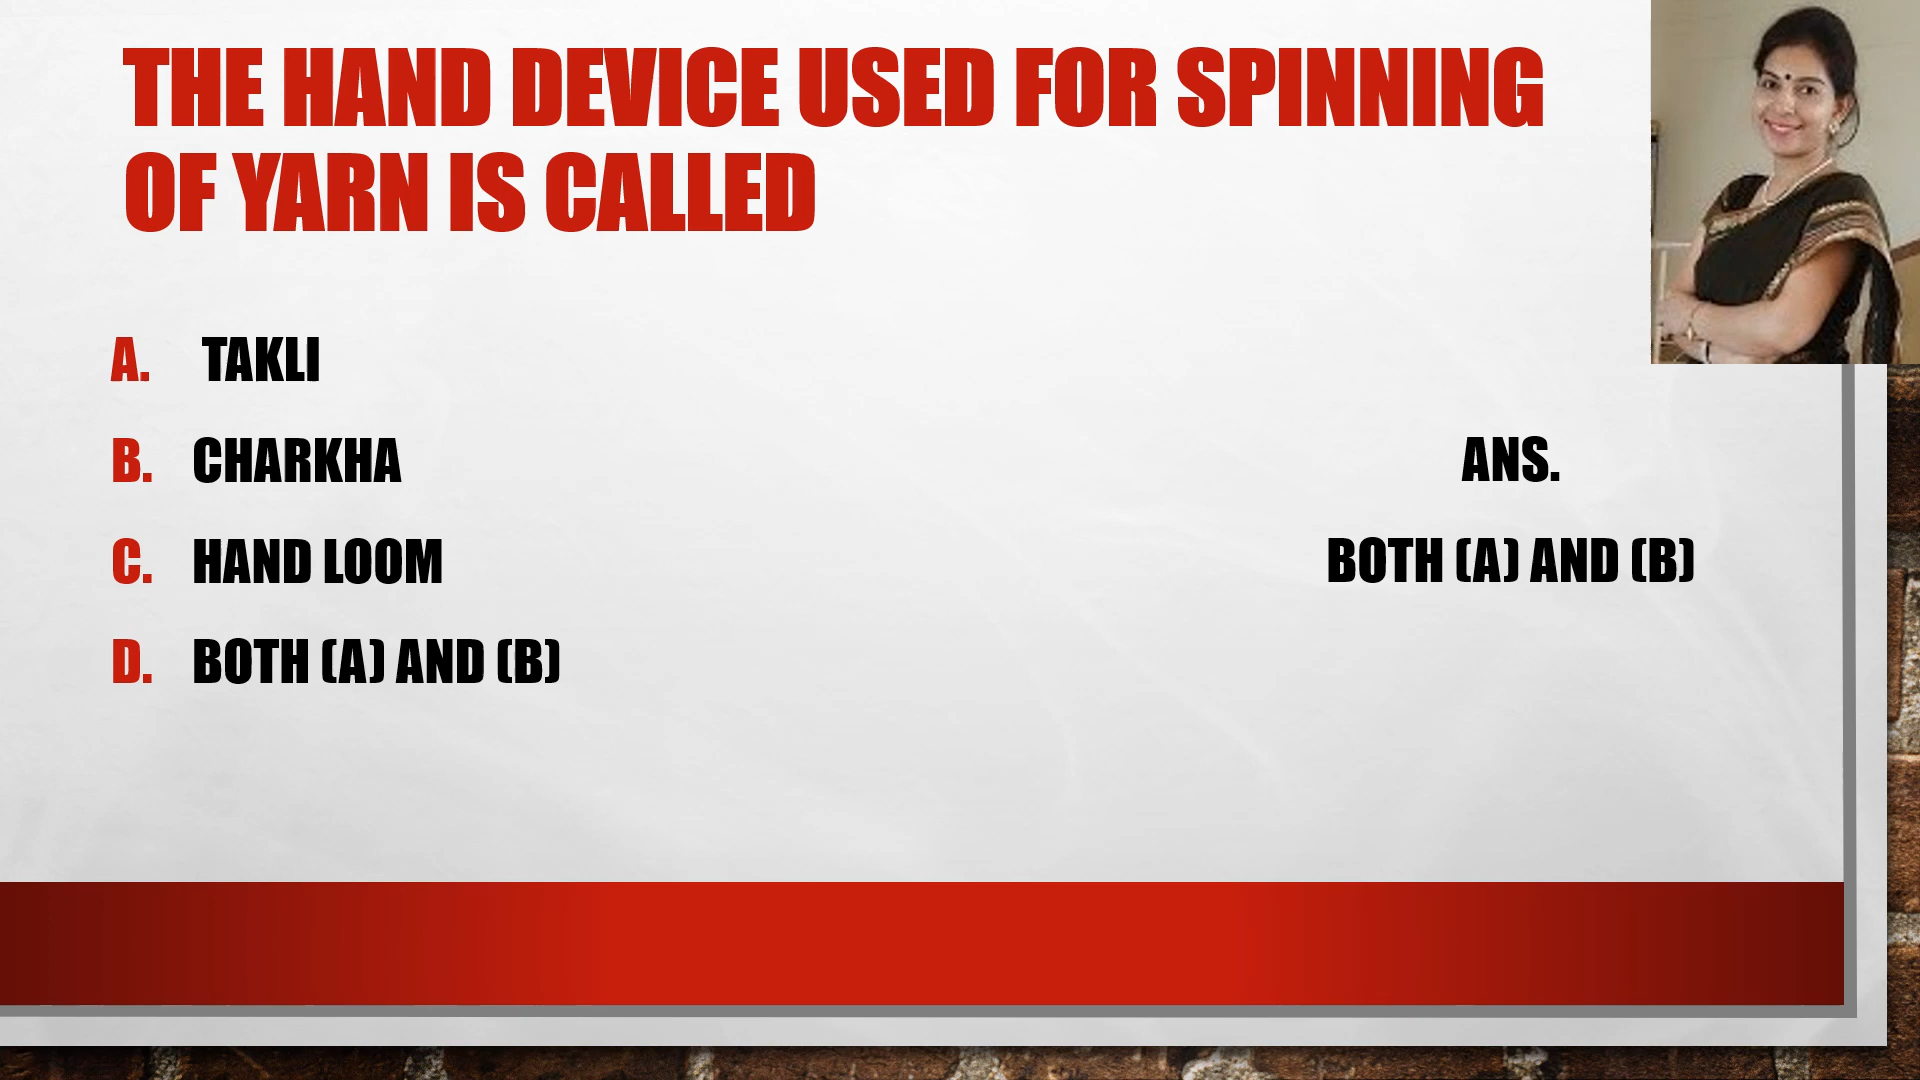 THE HAND DEVICE USED FOR SPINNING
OF YARN IS CALLED
A. TAKLI
B. CHARKHA
C. HAND LOOM
D. BOTH (A) AND (B)
ANS.
BOTH (A) AND (B)